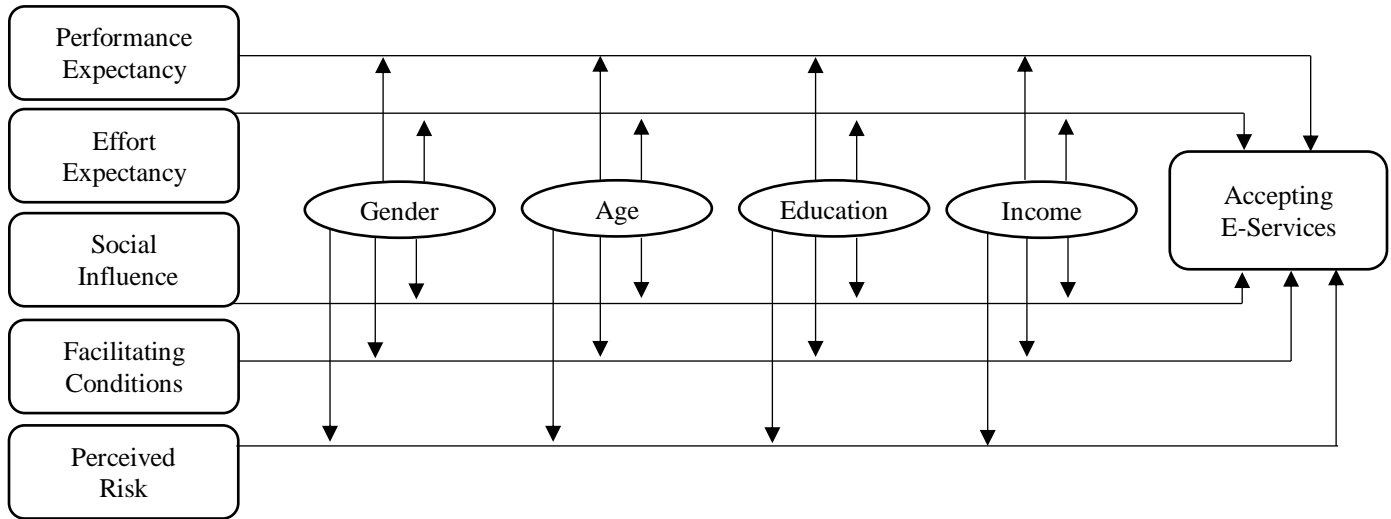 Performance
Expectancy
Effort
Expectancy
Social
Influence
Facilitating
Conditions
Perceived
Risk
Gender
Age
Education
Income
Accepting
E-Services